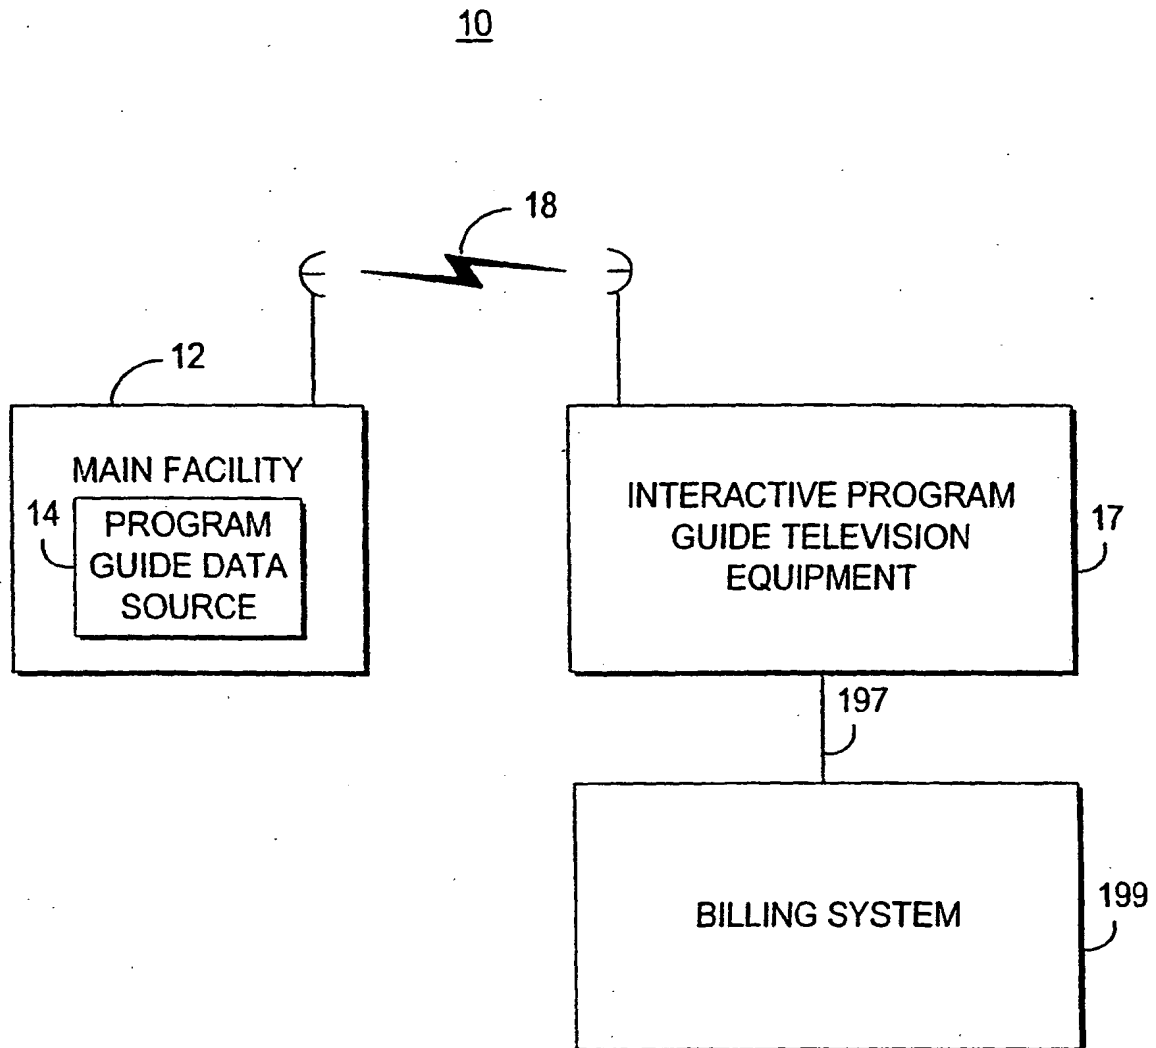 10
18
12
MAIN FACILITY
14
PROGRAM
GUIDE DATA
SOURCE
INTERACTIVE PROGRAM
GUIDE TELEVISION
EQUIPMENT
17
197
BILLING SYSTEM
199